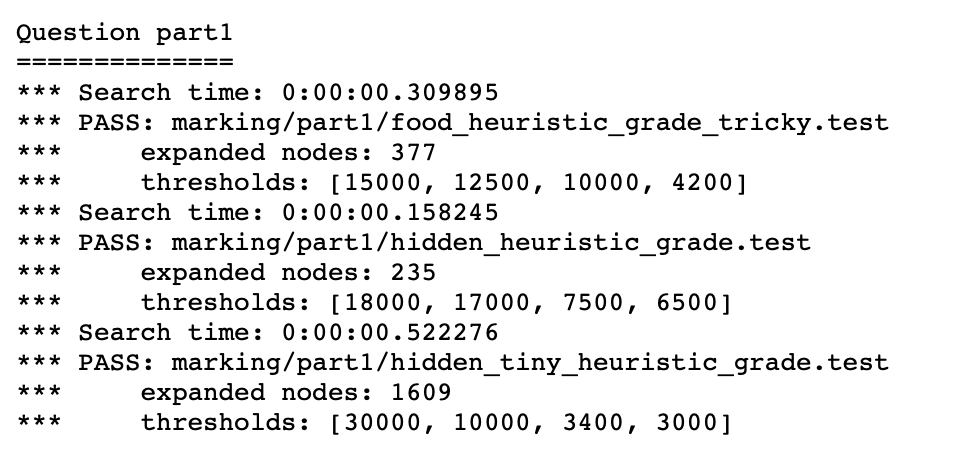 Question part1
==============
*** Search time: 0:00:00.309895
*** PASS: marking/part1/food_heuristic_grade_tricky.test
***     expanded nodes: 377
***     thresholds: [15000, 12500, 10000, 4200]
*** Search time: 0:00:00.158245
*** PASS: marking/part1/hidden_heuristic_grade.test
***     expanded nodes: 235
***     thresholds: [18000, 17000, 7500, 6500]
*** Search time: 0:00:00.522276
*** PASS: marking/part1/hidden_tiny_heuristic_grade.test
***     expanded nodes: 1609
***     thresholds: [30000, 10000, 3400, 3000]